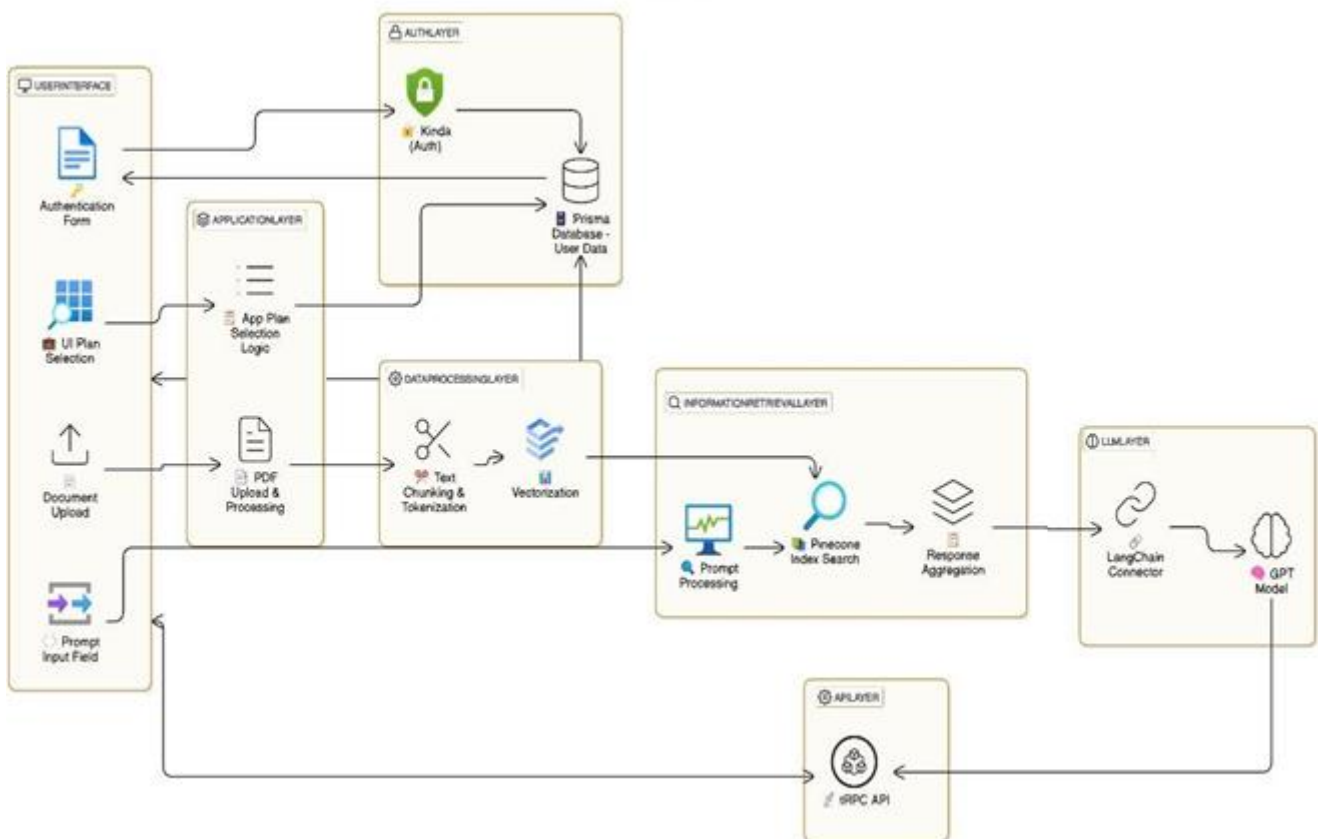 AUTHLAYER
USERINTERFACE
Kinda
(Auth)
Authentication
Form
APPLICATIONLAYER
Prisma
Database -
User Data
App Plan
Selection
Logic
UI Plan
Selection
DATAPROCESSINGLAYER
INFORMATIONRETRIEVALLAYER
LLMLAYER
PDF
Upload &
Processing
Text
Chunking &
Tokenization
Vectorization
Document
Upload
Prompt
Processing
Pinecone
Index Search
Response
Aggregation
LangChain
Connector
GPT
Model
Prompt
Input Field
APILAYER
tRPC API